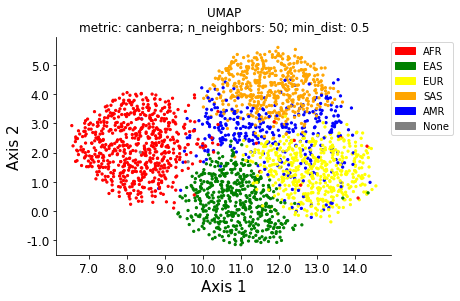 UMAP
metric: canberra; n_neighbors: 50; min_dist: 0.5
AFR
EAS
EUR
SAS
AMR
None
5.0
4.0
3.0
2.0
1.0
0.0
-1.0
Axis 2
7.0 8.0 9.0 10.0 11.0 12.0 13.0 14.0
Axis 1